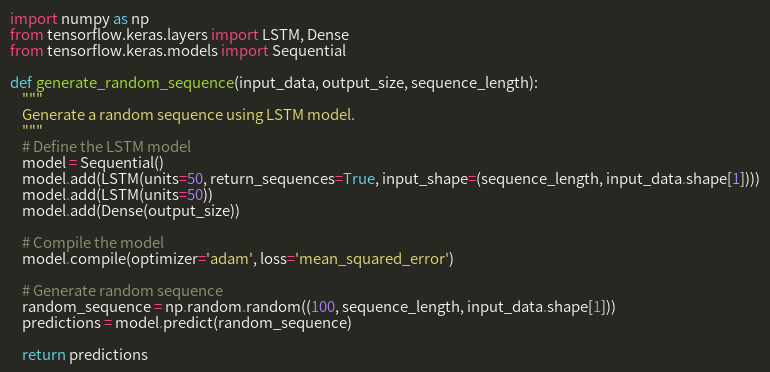 import numpy as np
from tensorflow.keras.layers import LSTM, Dense
from tensorflow.keras.models import Sequential

def generate_random_sequence(input_data, output_size, sequence_length):
    """
    Generate a random sequence using LSTM model.
    """
    # Define the LSTM model
    model = Sequential()
    model.add(LSTM(units=50, return_sequences=True, input_shape=(sequence_length, input_data.shape[1])))
    model.add(LSTM(units=50))
    model.add(Dense(output_size))

    # Compile the model
    model.compile(optimizer='adam', loss='mean_squared_error')

    # Generate random sequence
    random_sequence = np.random.random((100, sequence_length, input_data.shape[1]))
    predictions = model.predict(random_sequence)

    return predictions